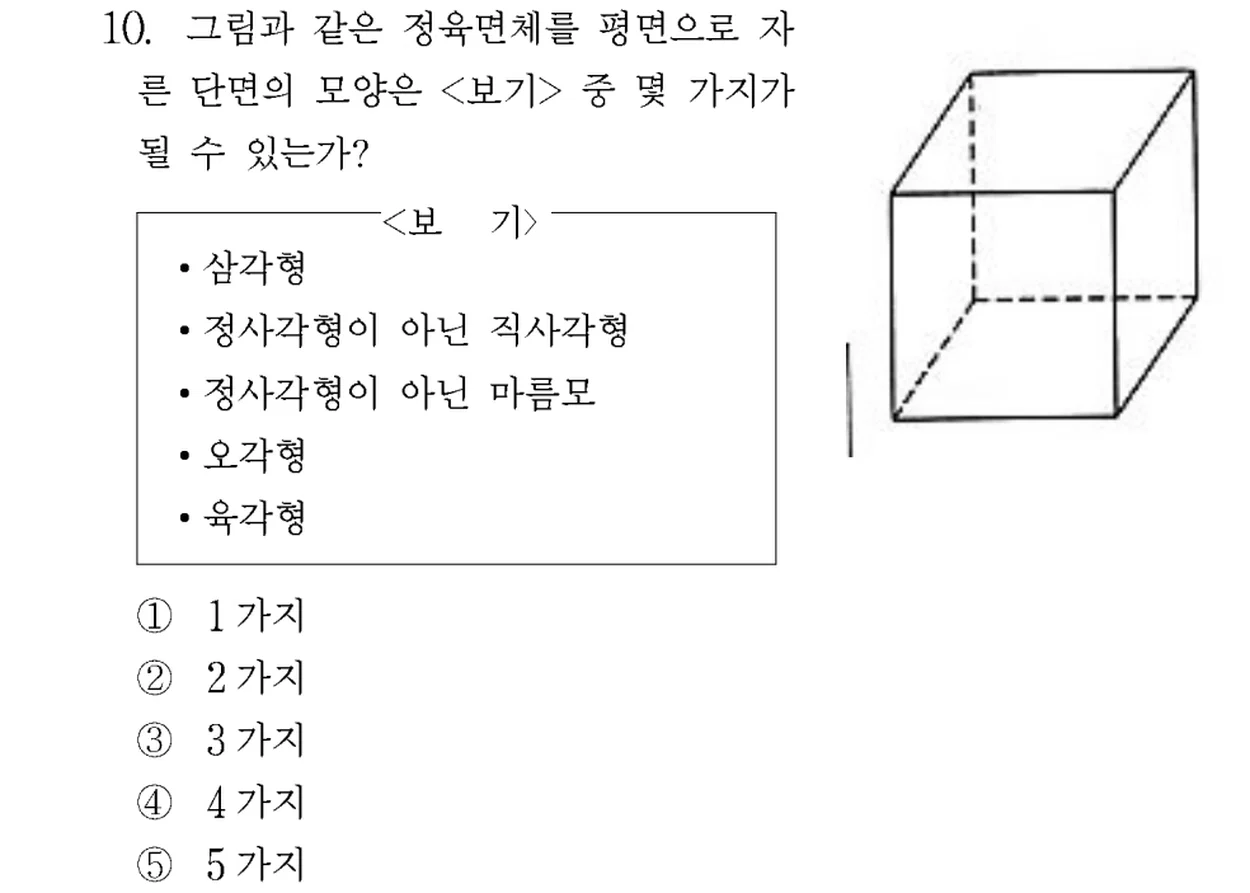 10. 그림과 같은 정육면체를 평면으로 자
른 단면의 모양은 <보기> 중 몇 가지가
될 수 있는가?
<보 기>
• 삼각형
• 정사각형이 아닌 직사각형
• 정사각형이 아닌 마름모
• 오각형
• 육각형
① 1가지
② 2가지
③ 3가지
④ 4가지
⑤ 5가지